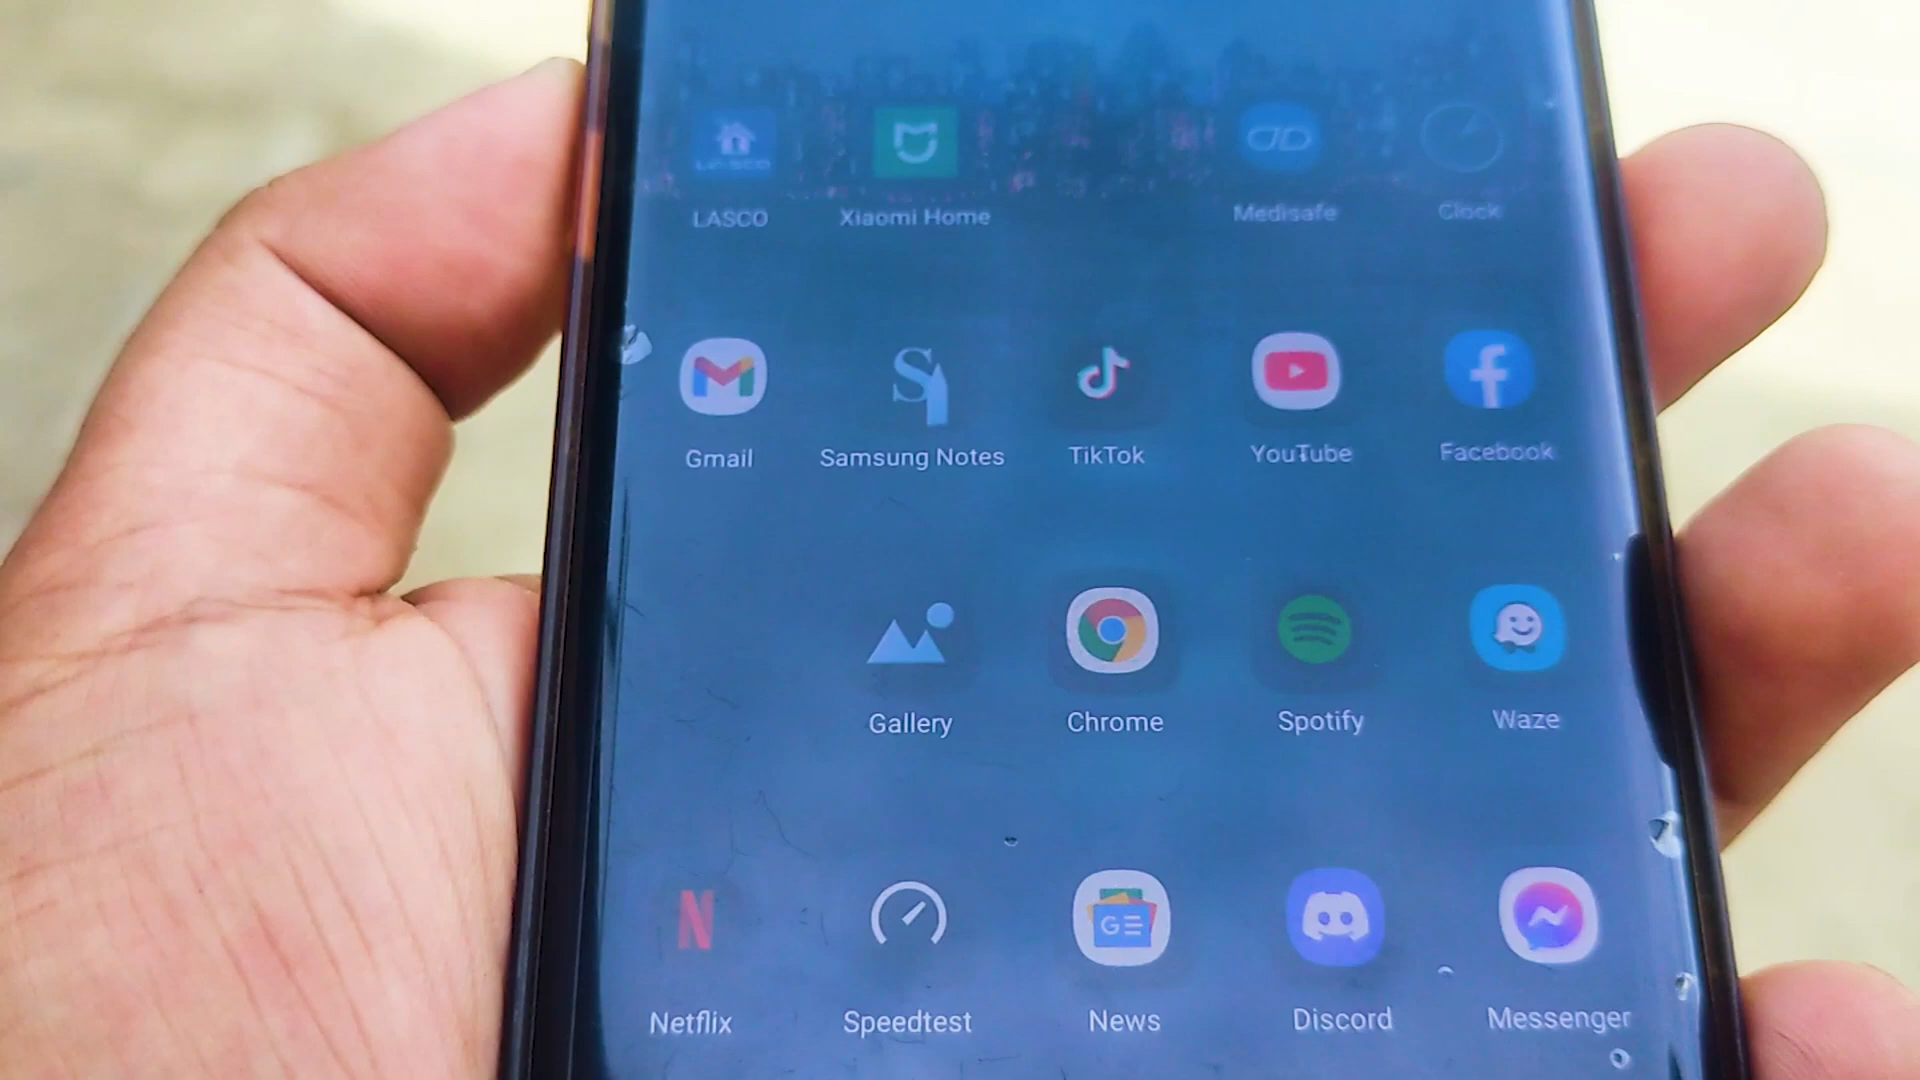 LASCO Xiaomi Home Medisafe Clock
Gmail Samsung Notes TikTok YouTube Facebook
Gallery Chrome Spotify Waze
GE
Netflix Speedtest News Discord Messenger